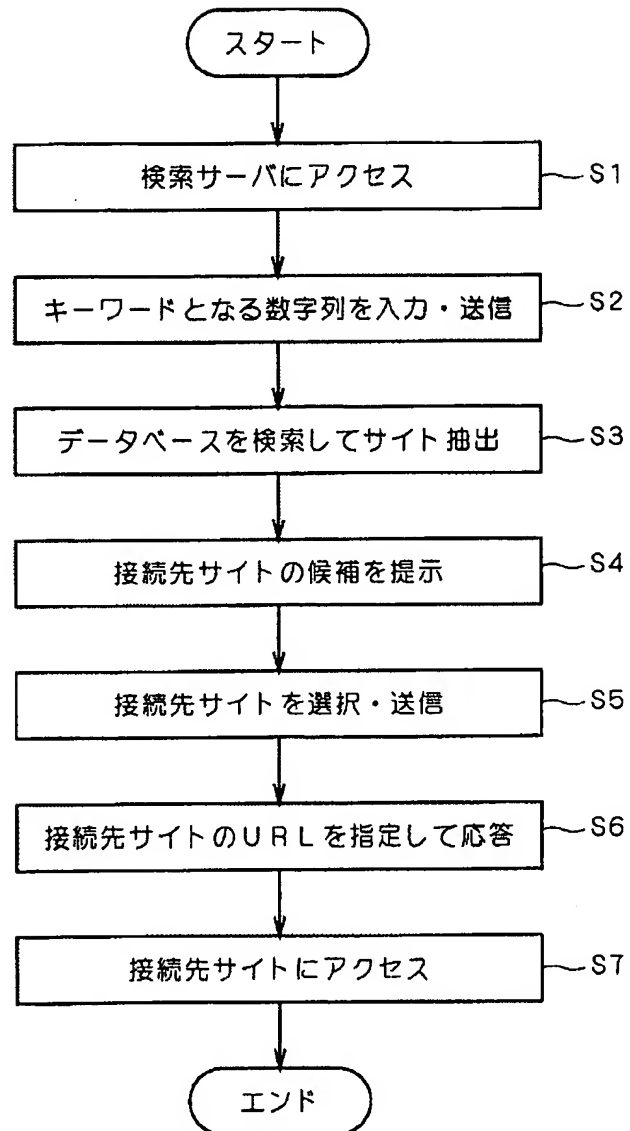 スタート
検索サーバにアクセス S1
キーワードとなる数字列を入力・送信 S2
データベースを検索してサイト抽出 S3
接続先サイトの候補を提示 S4
接続先サイトを選択・送信 S5
接続先サイトのURLを指定して応答 S6
接続先サイトにアクセス S7
エンド